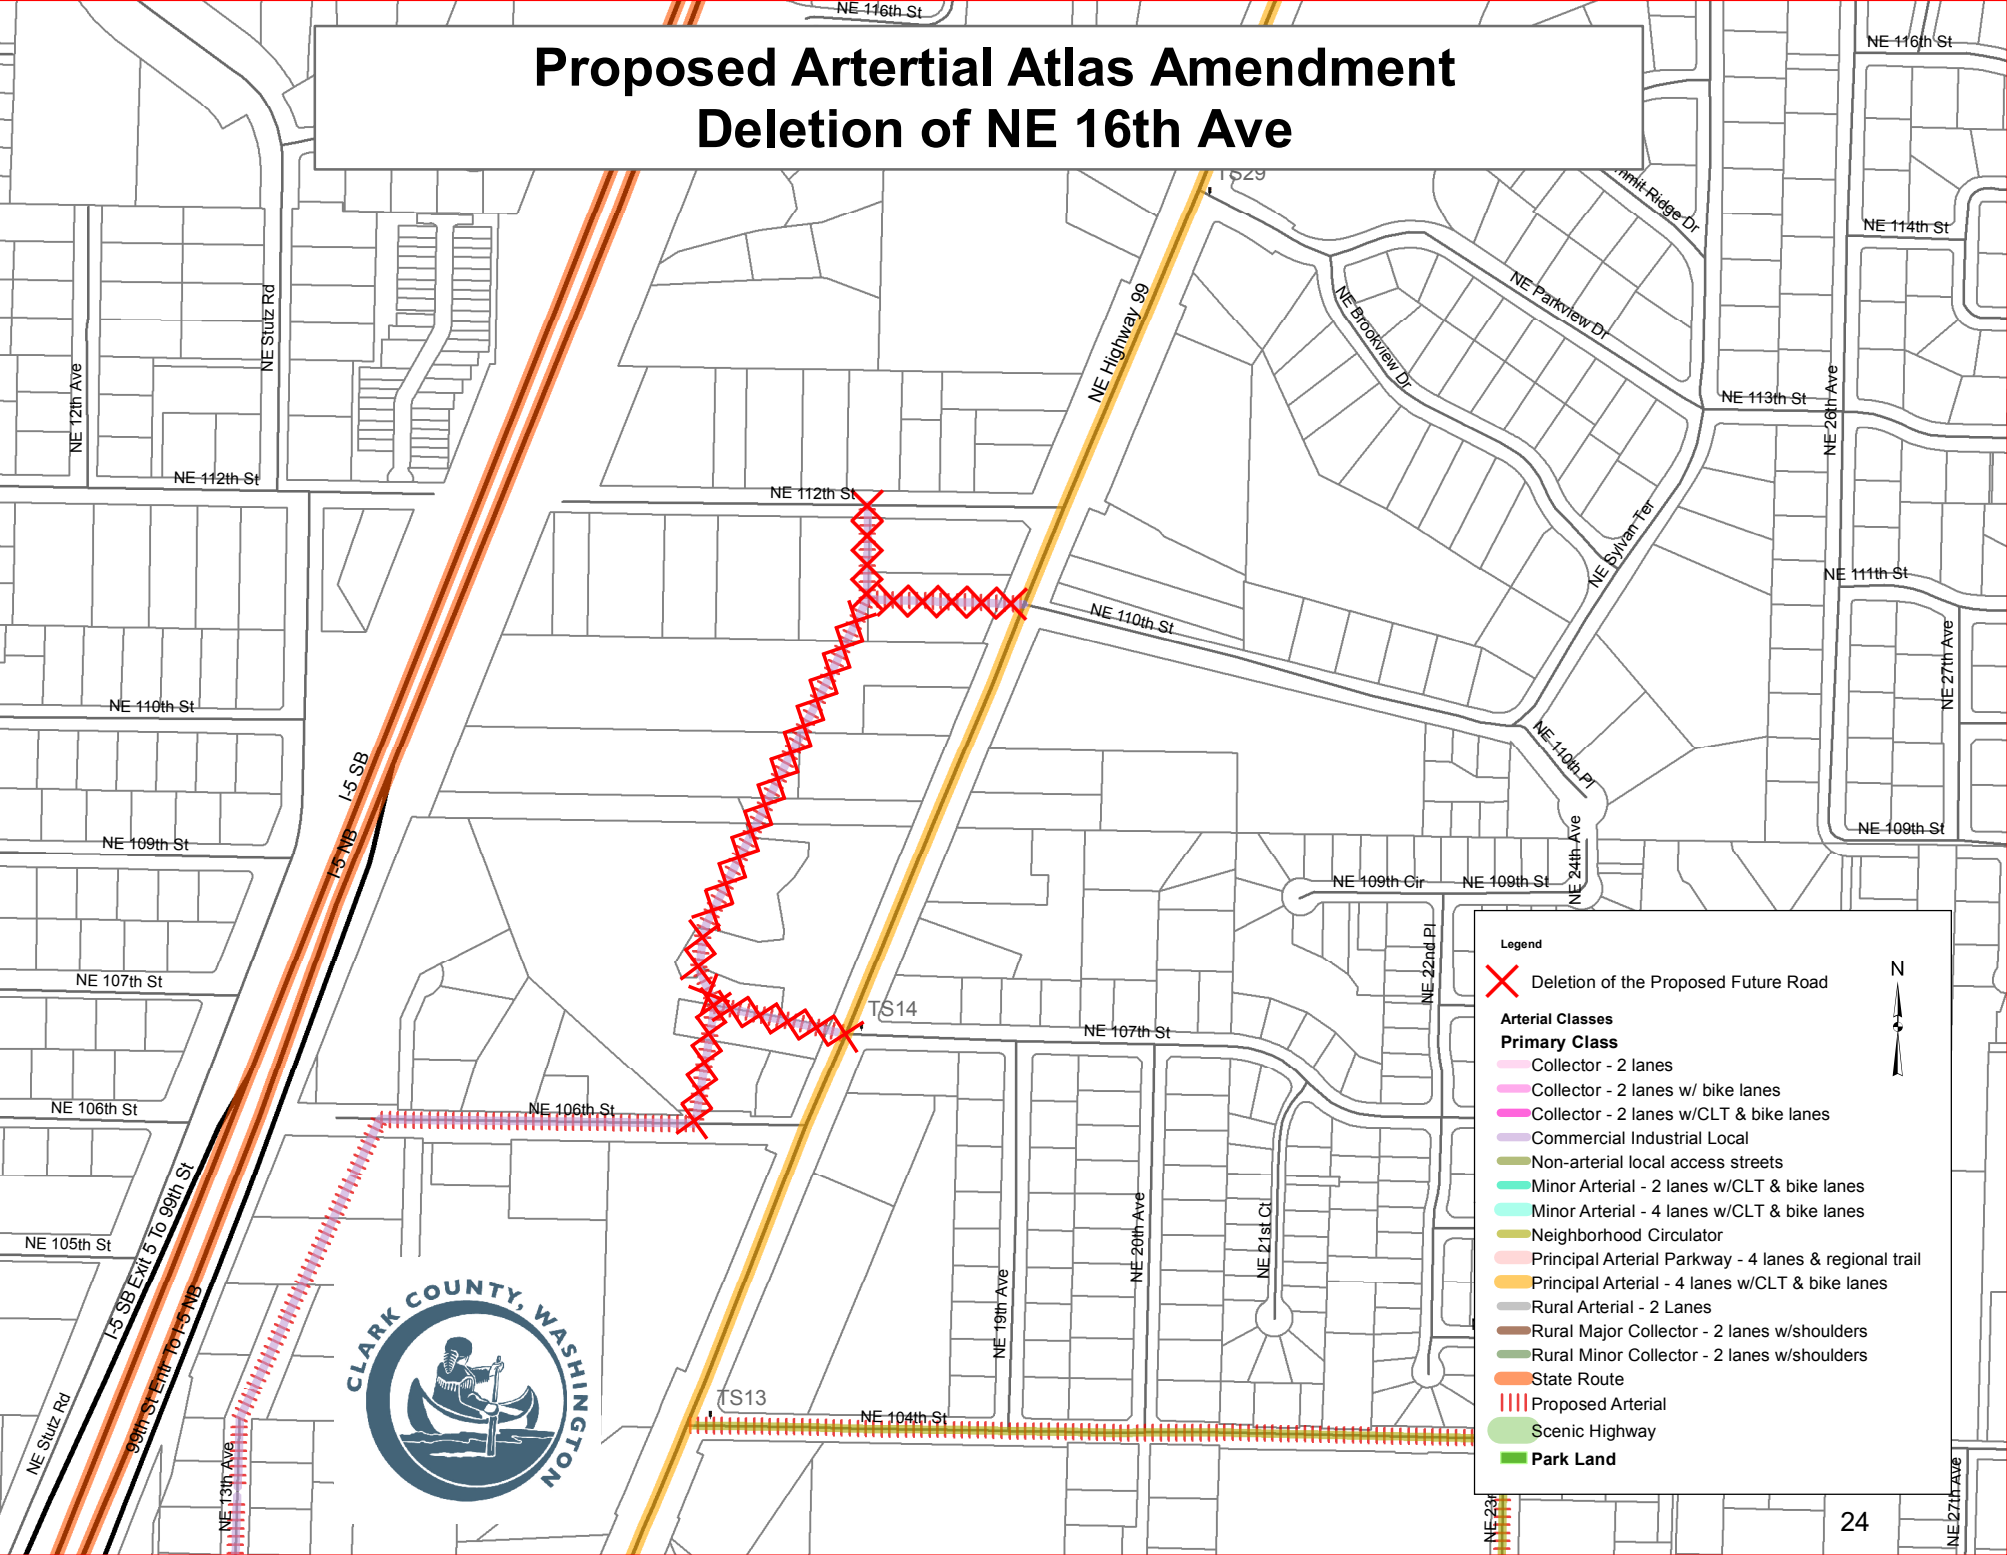 NE 116th St
Proposed Artertial Atlas Amendment
Deletion of NE 16th Ave
NE 116th St
TS29
mmit Ridge Dr
NE 114th St
NE Stutz Rd
NE Highway 99
NE Parkview Dr
NE Brookview Dr
NE 12th Ave
NE 113th St
NE 26th Ave
NE 112th St
NE 112th St
NE Sylvan Ter
NE 111th St
NE 110th St
NE 27th Ave
NE 110th St
NE 110th Pl
I-5 SB
I-5 NB
NE 109th St
NE 109th St
NE 24th Ave
NE 109th Cir
NE 109th St
NE 22nd Pl
NE 107th St
TS14
NE 107th St
NE 106th St
NE 106th St
I-5 SB Exit 5 To 99th St
99th St Entr To I-5 NB
NE 105th St
NE 19th Ave
NE 20th Ave
NE 21st Ct
CLARK COUNTY, WASHINGTON
TS13
NE 104th St
NE Stutz Rd
NE 13th Ave
NE 23r
NE 27th Ave
Legend
Deletion of the Proposed Future Road
N
Arterial Classes
Primary Class
Collector - 2 lanes
Collector - 2 lanes w/ bike lanes
Collector - 2 lanes w/CLT & bike lanes
Commercial Industrial Local
Non-arterial local access streets
Minor Arterial - 2 lanes w/CLT & bike lanes
Minor Arterial - 4 lanes w/CLT & bike lanes
Neighborhood Circulator
Principal Arterial Parkway - 4 lanes & regional trail
Principal Arterial - 4 lanes w/CLT & bike lanes
Rural Arterial - 2 Lanes
Rural Major Collector - 2 lanes w/shoulders
Rural Minor Collector - 2 lanes w/shoulders
State Route
Proposed Arterial
Scenic Highway
Park Land
24